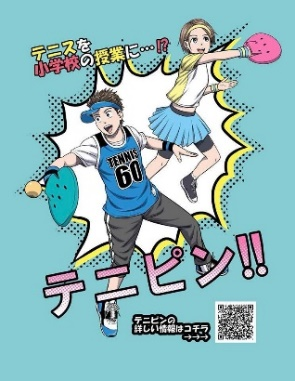 テニスを
小学校の授業に…!?
TENNIS
60
テニピン!!
テニピンの
詳しい情報はコチラ
→→→